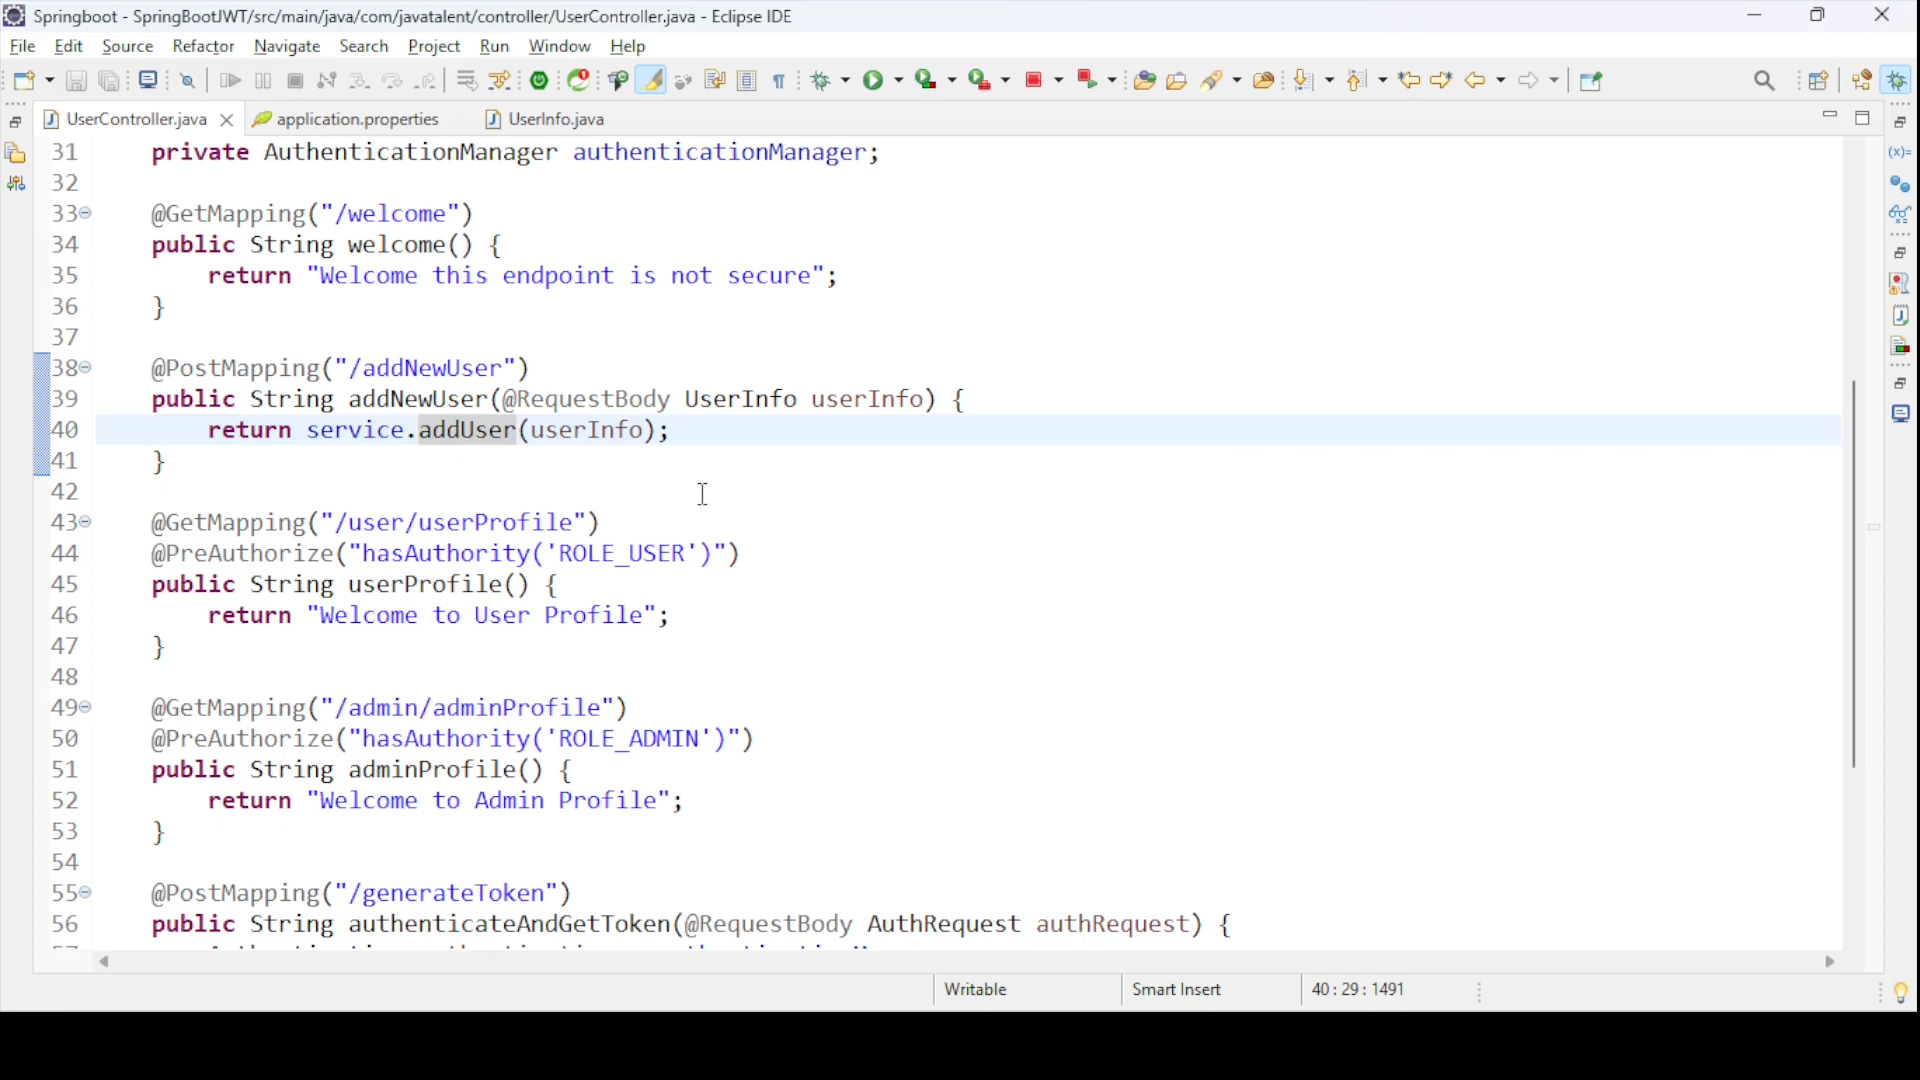 Springboot - SpringBootJWT/src/main/java/com/javatalent/controller/UserController.java - Eclipse IDE
File Edit Source Refactor Navigate Search Project Run Window Help
UserController.java application.properties UserInfo.java
31 private AuthenticationManager authenticationManager;
32
33 @GetMapping("/welcome")
34 public String welcome() {
35 return "Welcome this endpoint is not secure";
36 }
37
38 @PostMapping("/addNewUser")
39 public String addNewUser(@RequestBody UserInfo userInfo) {
40 return service.addUser(userInfo);
41 }
42
43 @GetMapping("/user/userProfile")
44 @PreAuthorize("hasAuthority('ROLE_USER')")
45 public String userProfile() {
46 return "Welcome to User Profile";
47 }
48
49 @GetMapping("/admin/adminProfile")
50 @PreAuthorize("hasAuthority('ROLE_ADMIN')")
51 public String adminProfile() {
52 return "Welcome to Admin Profile";
53 }
54
55 @PostMapping("/generateToken")
56 public String authenticateAndGetToken(@RequestBody AuthRequest authRequest) {
Writable Smart Insert 40 : 29 : 1491